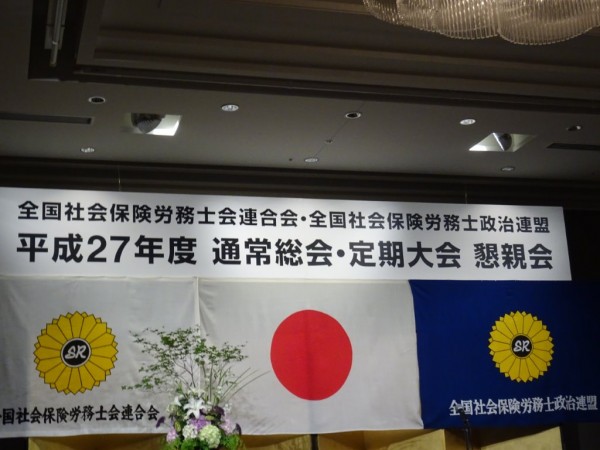 全国社会保険労務士会連合会・全国社会保険労務士政治連盟
平成27年度 通常総会・定期大会 懇親会
SR
SR
全国社会保険労務士会連合会
全国社会保険労務士政治連盟